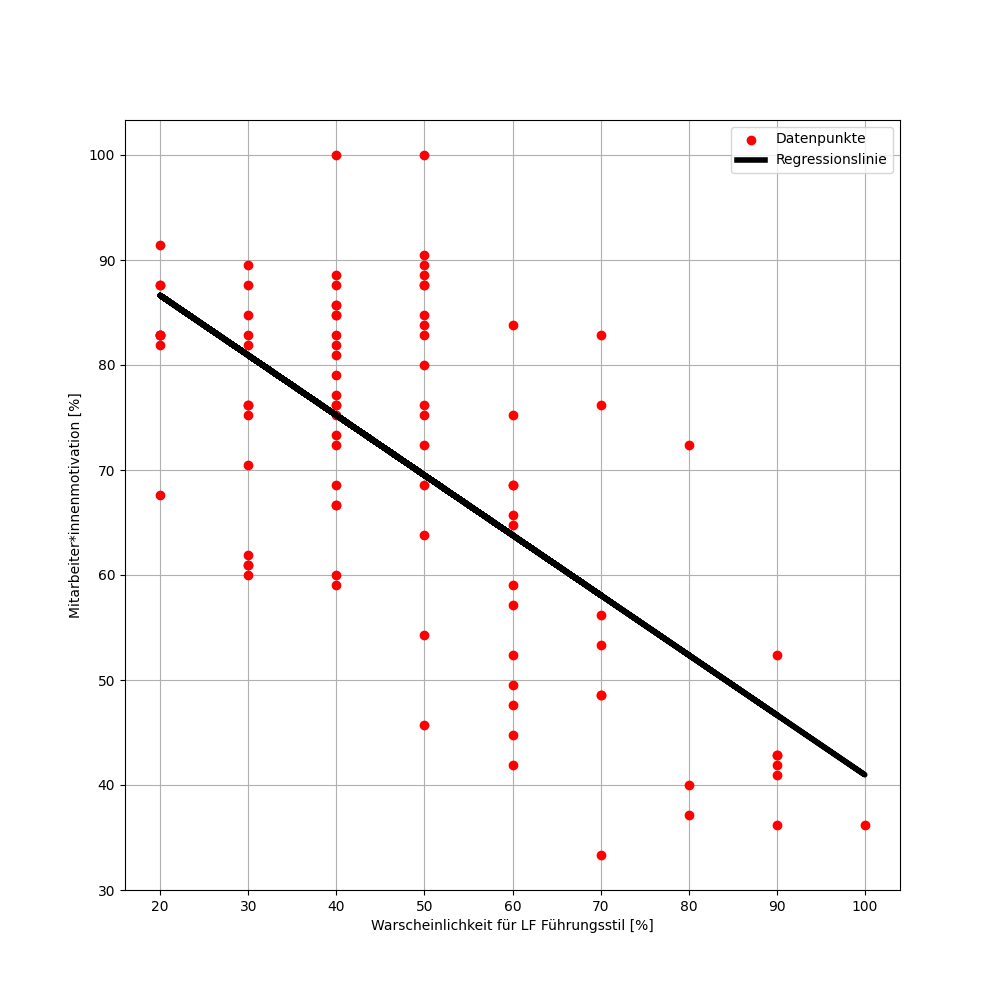 Datenpunkte
Regressionslinie
100
90
80
70
60
50
40
30
Mitarbeiter*innenmotivation [%]
20 30 40 50 60 70 80 90 100
Warscheinlichkeit für LF Führungsstil [%]